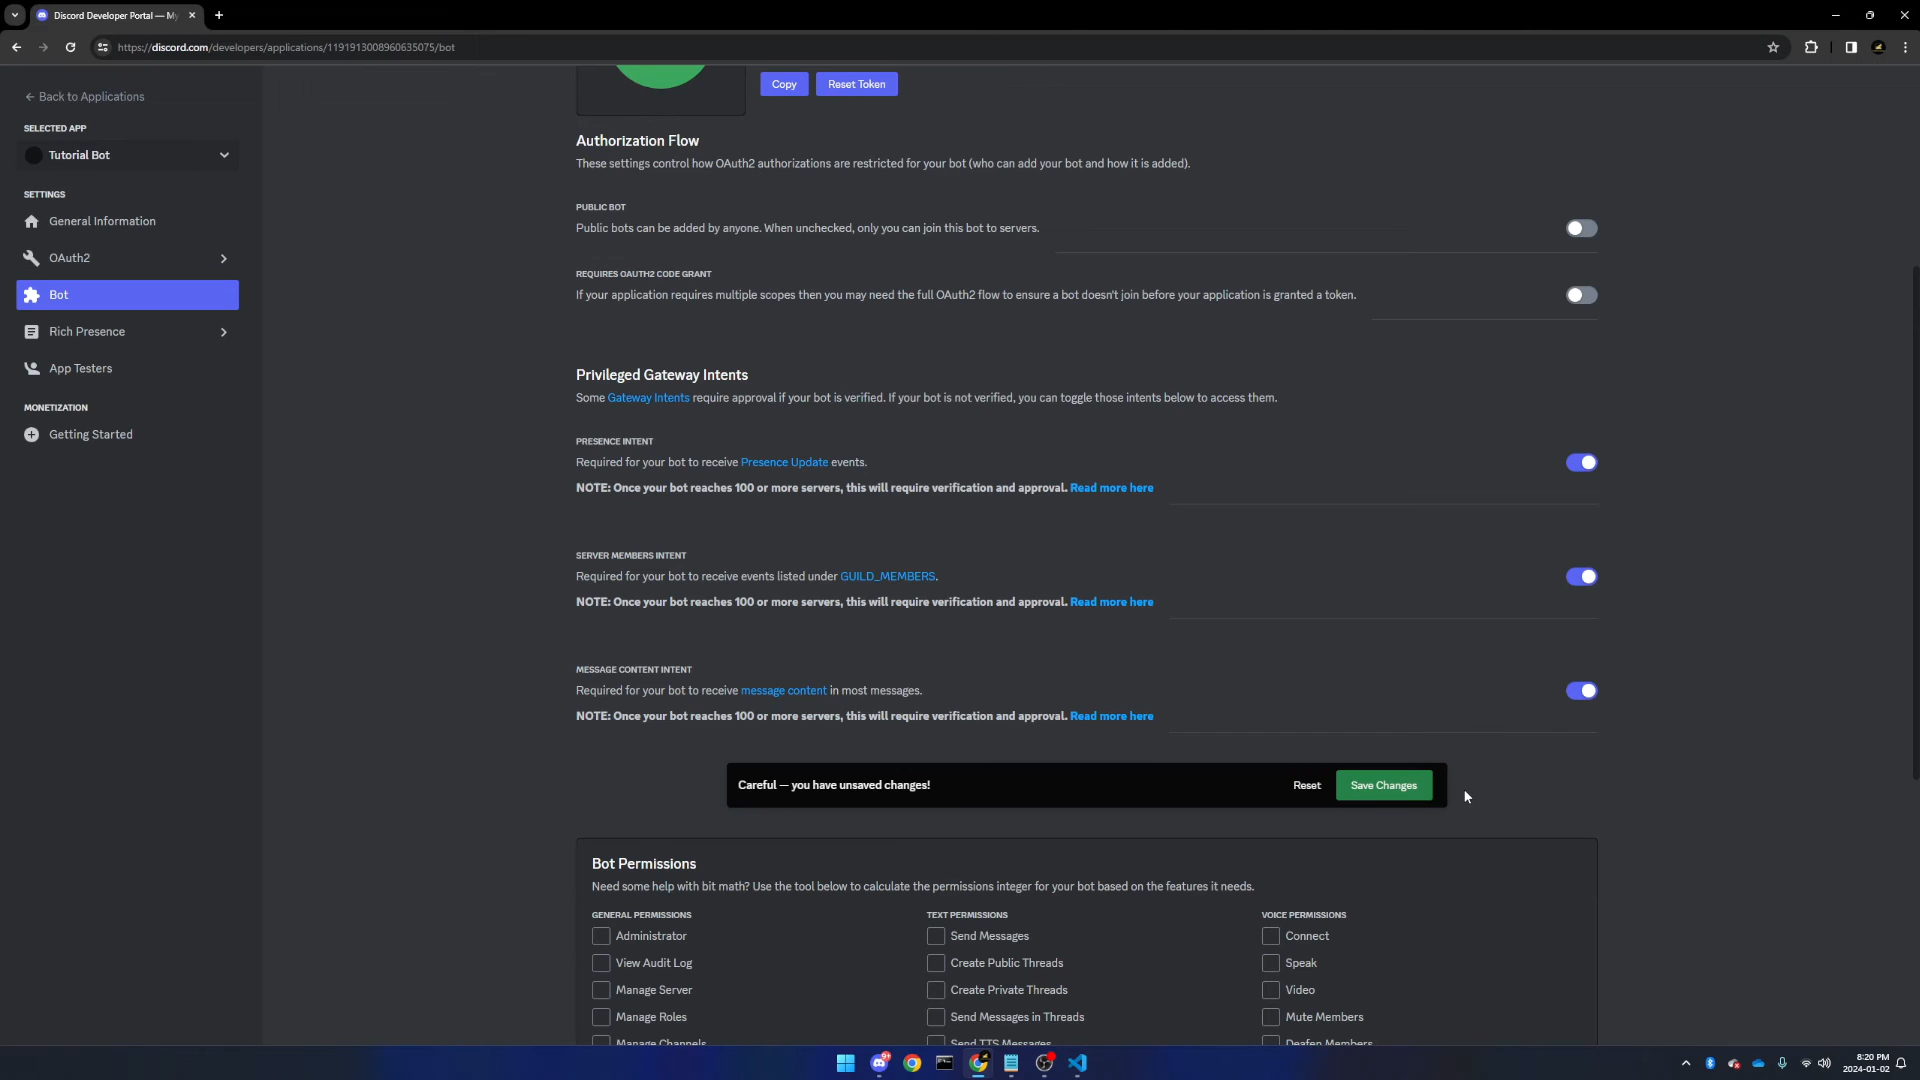 Discord Developer Portal — My
https://discord.com/developers/applications/1191913008960635075/bot
Back to Applications
SELECTED APP
Tutorial Bot
SETTINGS
General Information
OAuth2
Bot
Rich Presence
App Testers
MONETIZATION
Getting Started
Copy
Reset Token
Authorization Flow
These settings control how OAuth2 authorizations are restricted for your bot (who can add your bot and how it is added).
PUBLIC BOT
Public bots can be added by anyone. When unchecked, only you can join this bot to servers.
REQUIRES OAUTH2 CODE GRANT
If your application requires multiple scopes then you may need the full OAuth2 flow to ensure a bot doesn't join before your application is granted a token.
Privileged Gateway Intents
Some Gateway Intents require approval if your bot is verified. If your bot is not verified, you can toggle those intents below to access them.
PRESENCE INTENT
Required for your bot to receive Presence Update events.
NOTE: Once your bot reaches 100 or more servers, this will require verification and approval. Read more here
SERVER MEMBERS INTENT
Required for your bot to receive events listed under GUILD_MEMBERS.
NOTE: Once your bot reaches 100 or more servers, this will require verification and approval. Read more here
MESSAGE CONTENT INTENT
Required for your bot to receive message content in most messages.
NOTE: Once your bot reaches 100 or more servers, this will require verification and approval. Read more here
Careful — you have unsaved changes!
Reset
Save Changes
Bot Permissions
Need some help with bit math? Use the tool below to calculate the permissions integer for your bot based on the features it needs.
GENERAL PERMISSIONS
Administrator
View Audit Log
Manage Server
Manage Roles
Manage Channels
TEXT PERMISSIONS
Send Messages
Create Public Threads
Create Private Threads
Send Messages in Threads
Send TTS Messages
VOICE PERMISSIONS
Connect
Speak
Video
Mute Members
Deafen Members
8:20 PM
2024-01-02